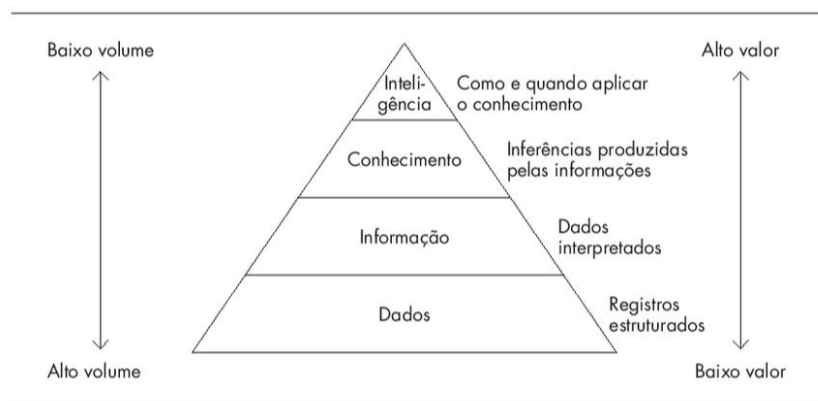 Baixo volume
Alto valor
Inteli-
gência
Como e quando aplicar
o conhecimento
Conhecimento
Inferências produzidas
pelas informações
Informação
Dados
interpretados
Dados
Registros
estruturados
Alto volume
Baixo valor